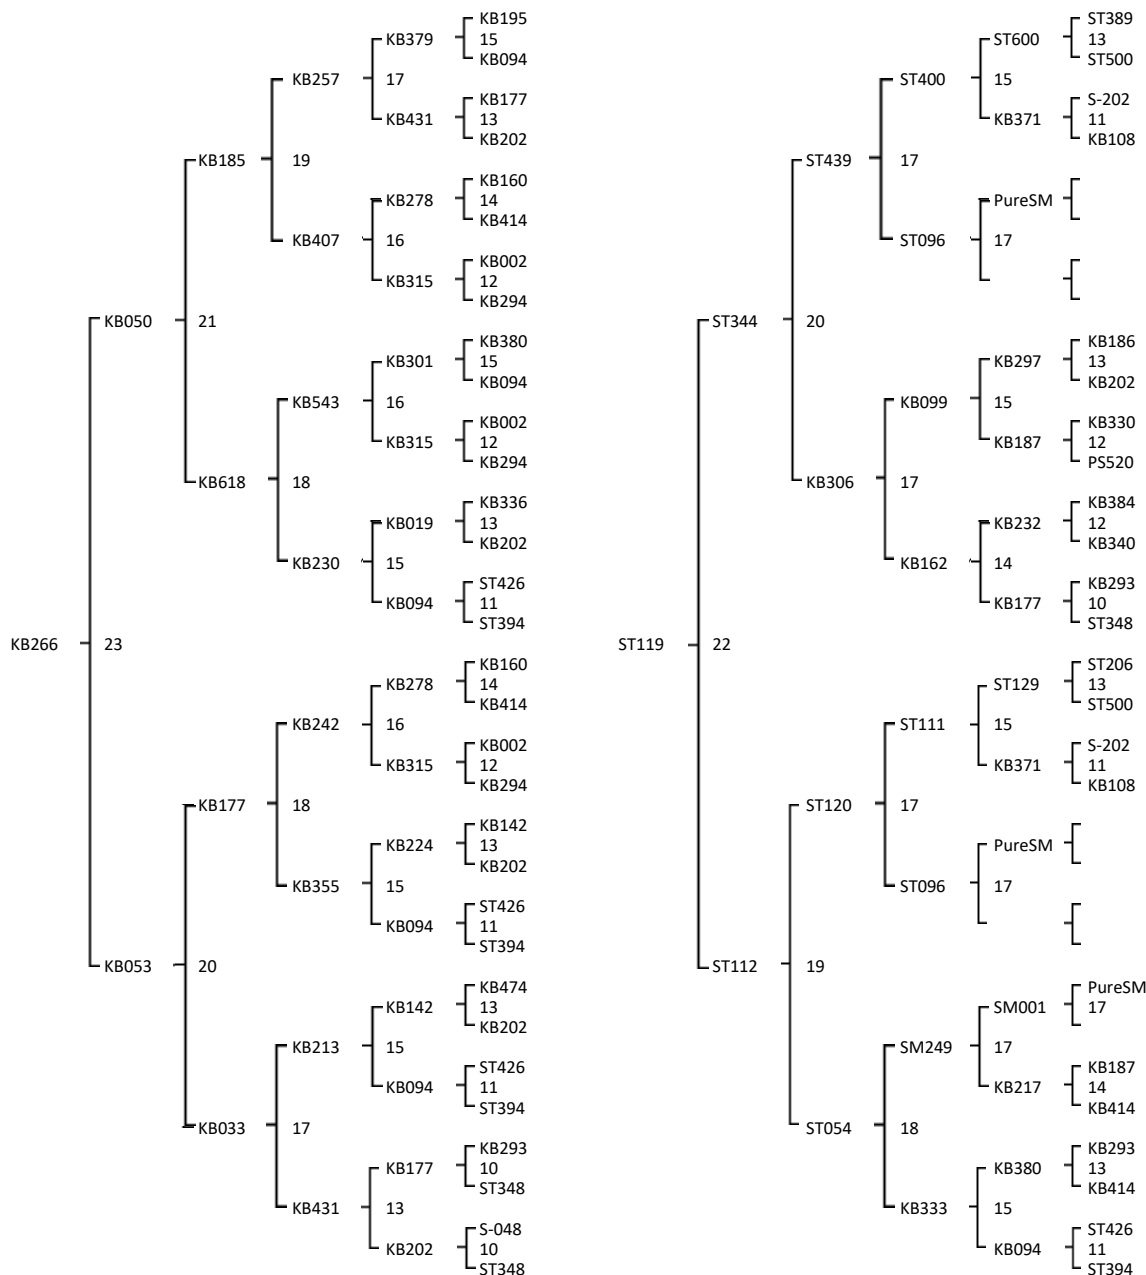 KB195
KB379
15
KB094
KB257
17
KB177
KB431
13
KB202
KB185
19
KB160
KB278
14
KB414
KB407
16
KB002
KB315
12
KB294
KB050
21
KB380
KB301
15
KB094
KB543
16
KB002
KB315
12
KB294
KB618
18
KB336
KB019
13
KB202
KB230
15
ST426
KB094
11
ST394
KB266
23
KB160
KB278
14
KB414
KB242
16
KB002
KB315
12
KB294
KB177
18
KB142
KB224
13
KB202
KB355
15
ST426
KB094
11
ST394
KB053
20
KB474
KB142
13
KB202
KB213
15
ST426
KB094
11
ST394
KB033
17
KB293
KB177
10
ST348
KB431
13
S-048
KB202
10
ST348
ST389
ST600
13
ST500
ST400
15
S-202
KB371
11
KB108
ST439
17
PureSM
ST096
17
ST344
20
KB186
KB297
13
KB202
KB099
15
KB330
KB187
12
PS520
KB306
17
KB384
KB232
12
KB340
KB162
14
KB293
KB177
10
ST348
ST119
22
ST206
ST129
13
ST500
ST111
15
S-202
KB371
11
KB108
ST120
17
PureSM
ST096
17
ST112
19
PureSM
SM001
17
SM249
17
KB187
KB217
14
KB414
ST054
18
KB293
KB380
13
KB414
KB333
15
ST426
KB094
11
ST394